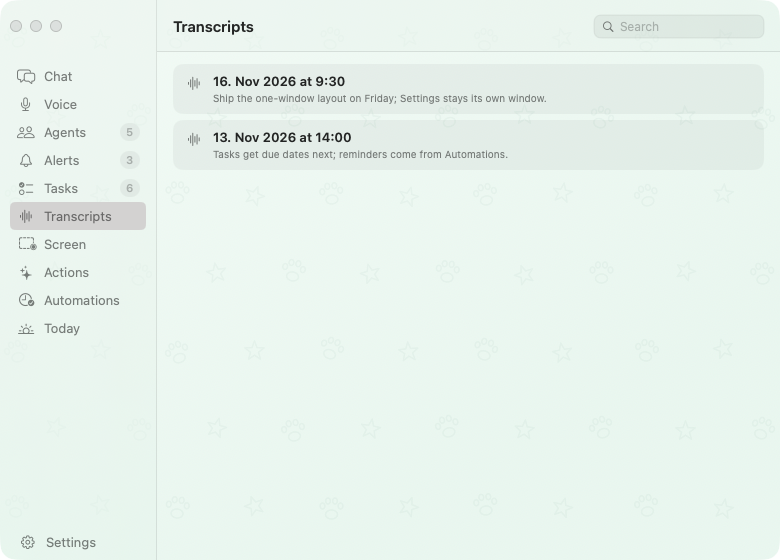 Transcripts
Search
Chat
Voice
Agents 5
Alerts 3
Tasks 6
Transcripts
Screen
Actions
Automations
Today
Settings
16. Nov 2026 at 9:30
Ship the one-window layout on Friday; Settings stays its own window.
13. Nov 2026 at 14:00
Tasks get due dates next; reminders come from Automations.